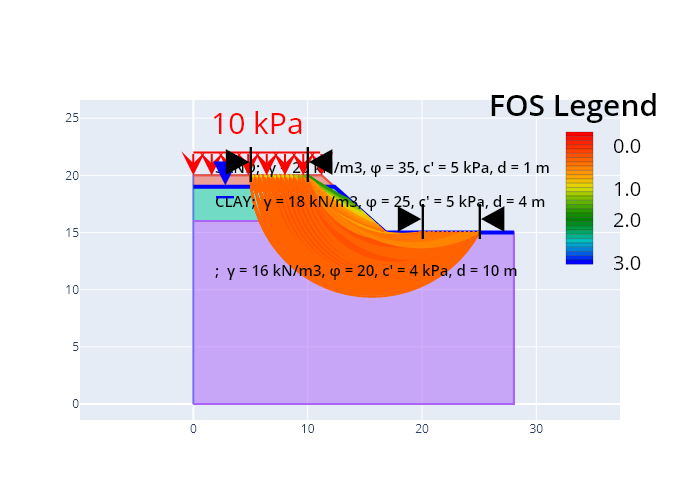 FOS Legend
10 kPa
25
20
15
10
5
0
γ = 2 /m3, φ = 35, c' = 5 kPa, d = 1 m
CLAY; γ = 18 kN/m3, φ = 25, c' = 5 kPa, d = 4 m
; γ = 16 kN/m3, φ = 20, c' = 4 kPa, d = 10 m
0.0
1.0
2.0
3.0
0
10
20
30